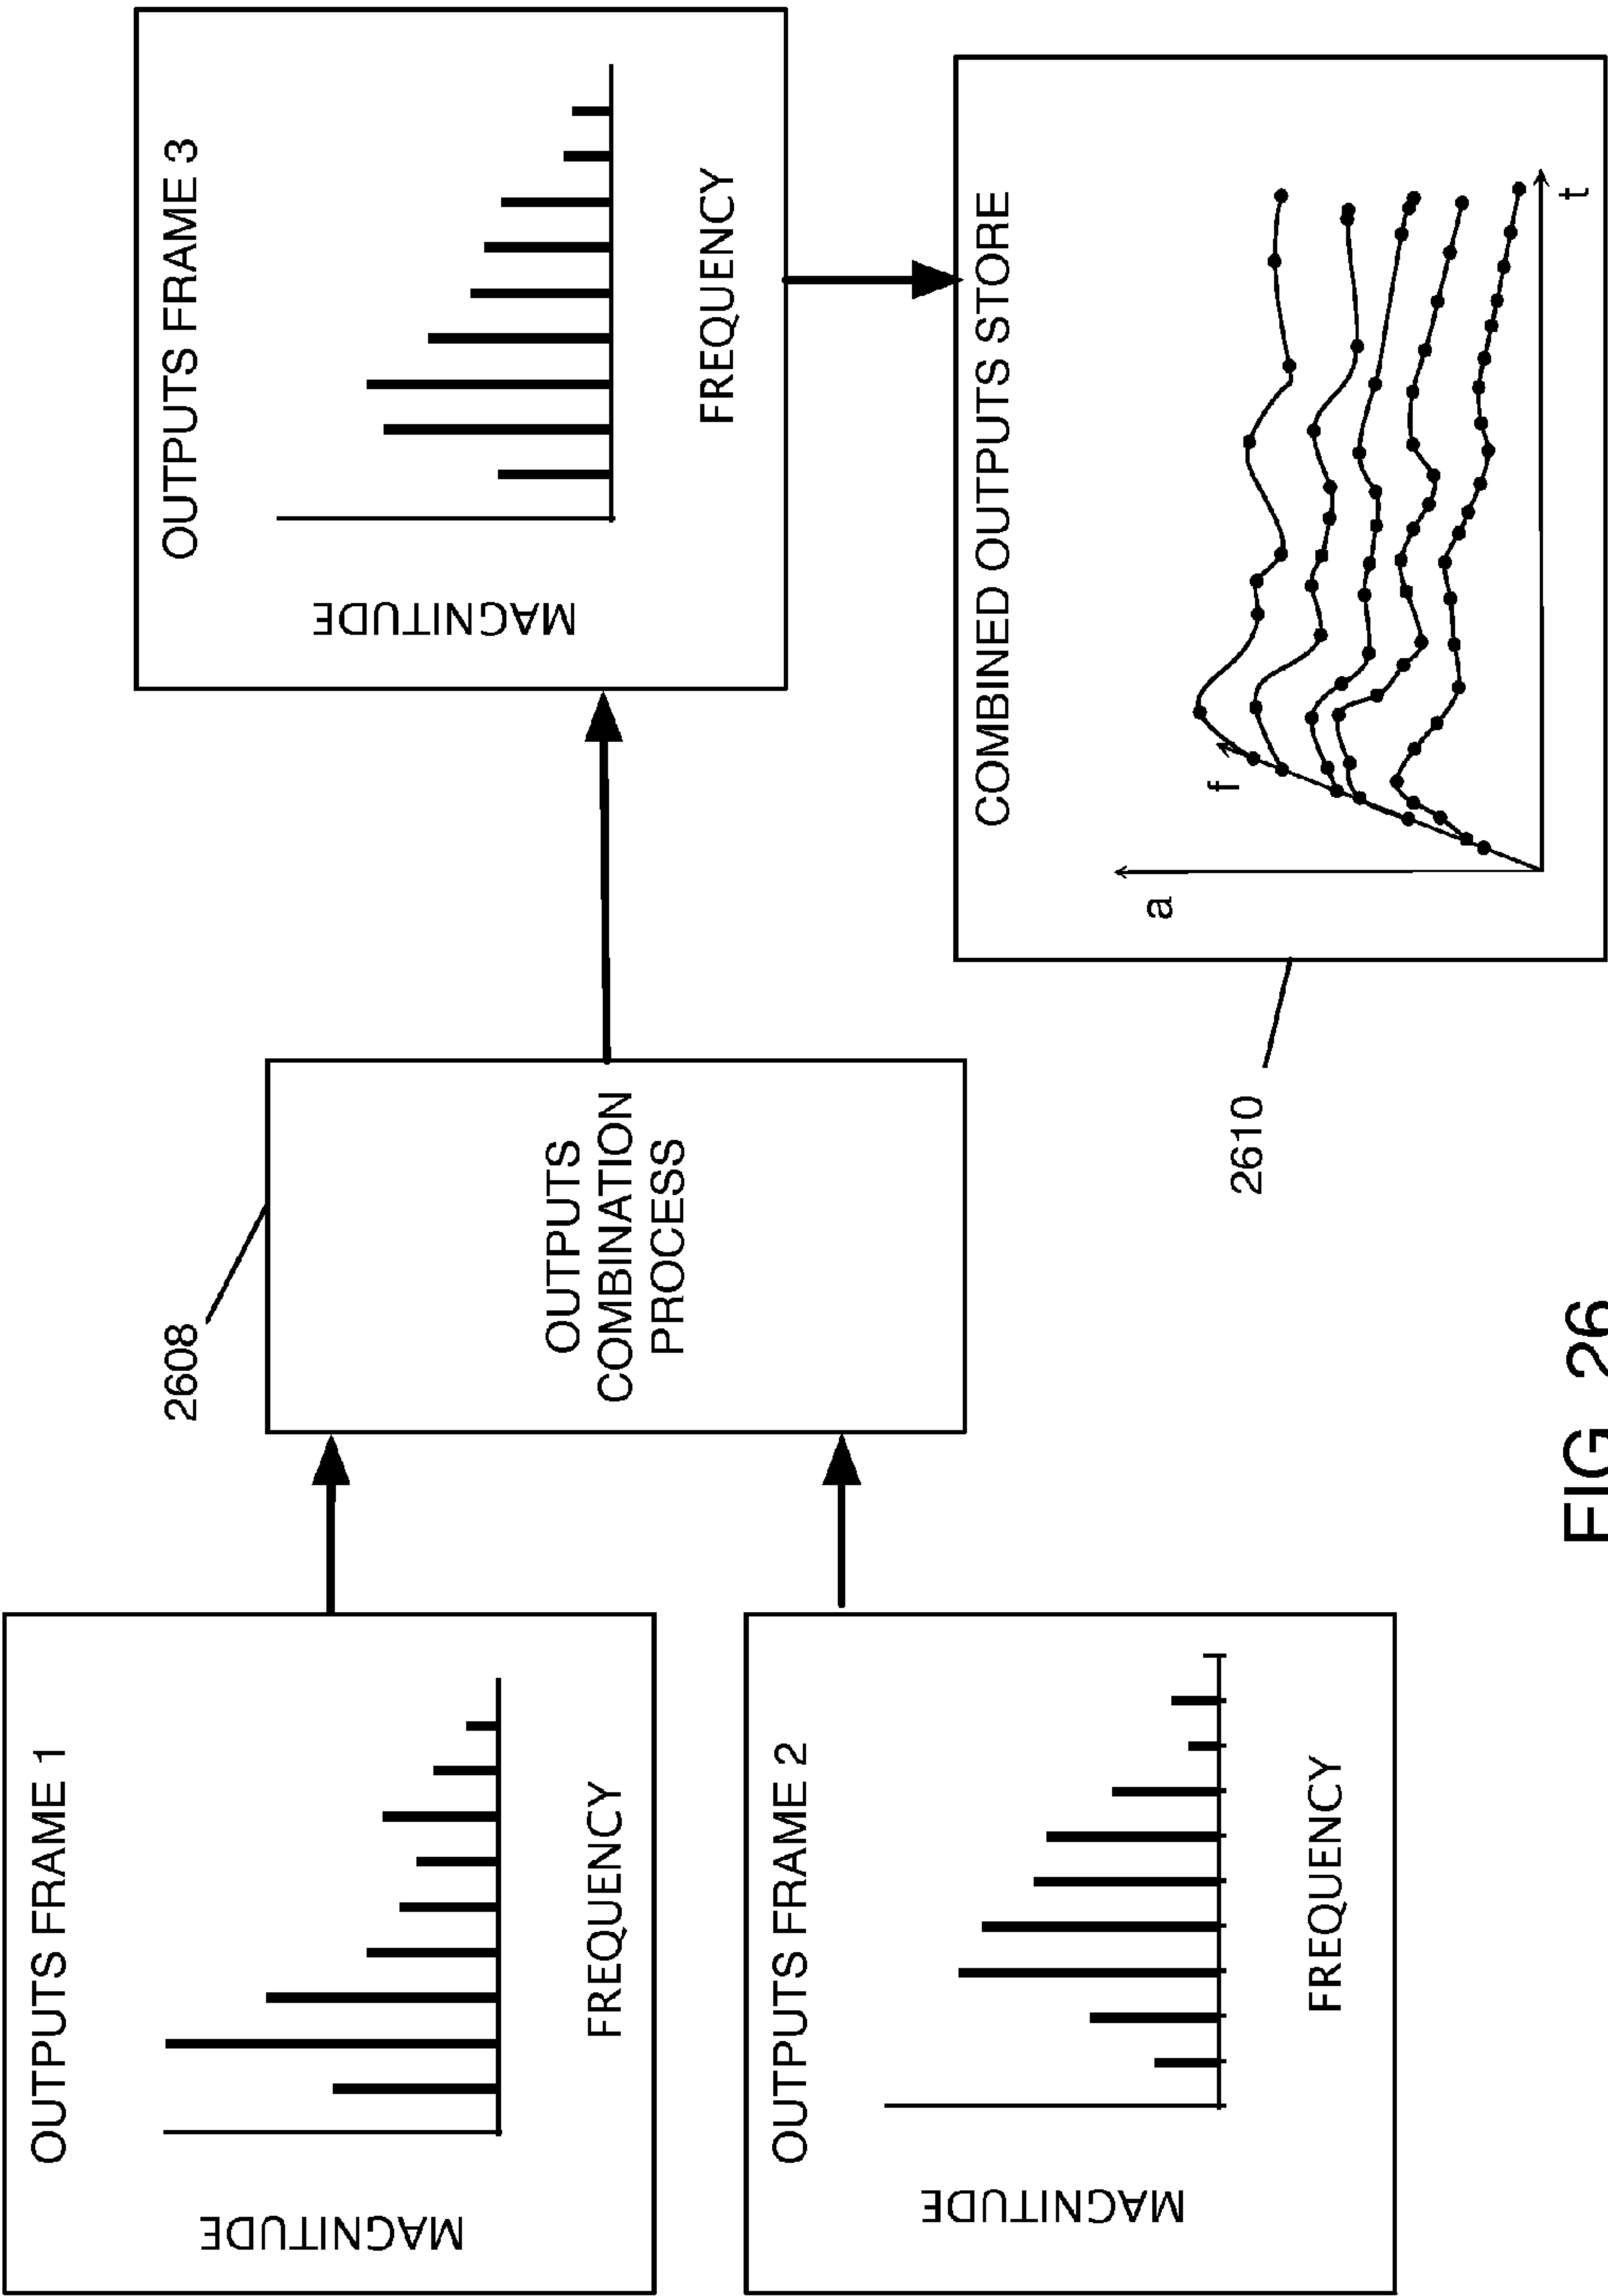 OUTPUTS FRAME 1
MAGNITUDE
FREQUENCY
OUTPUTS FRAME 2
MAGNITUDE
FREQUENCY
2608
OUTPUTS
COMBINATION
PROCESS
OUTPUTS FRAME 3
MAGNITUDE
FREQUENCY
COMBINED OUTPUTS STORE
a
f
t
2610
FIG. 26